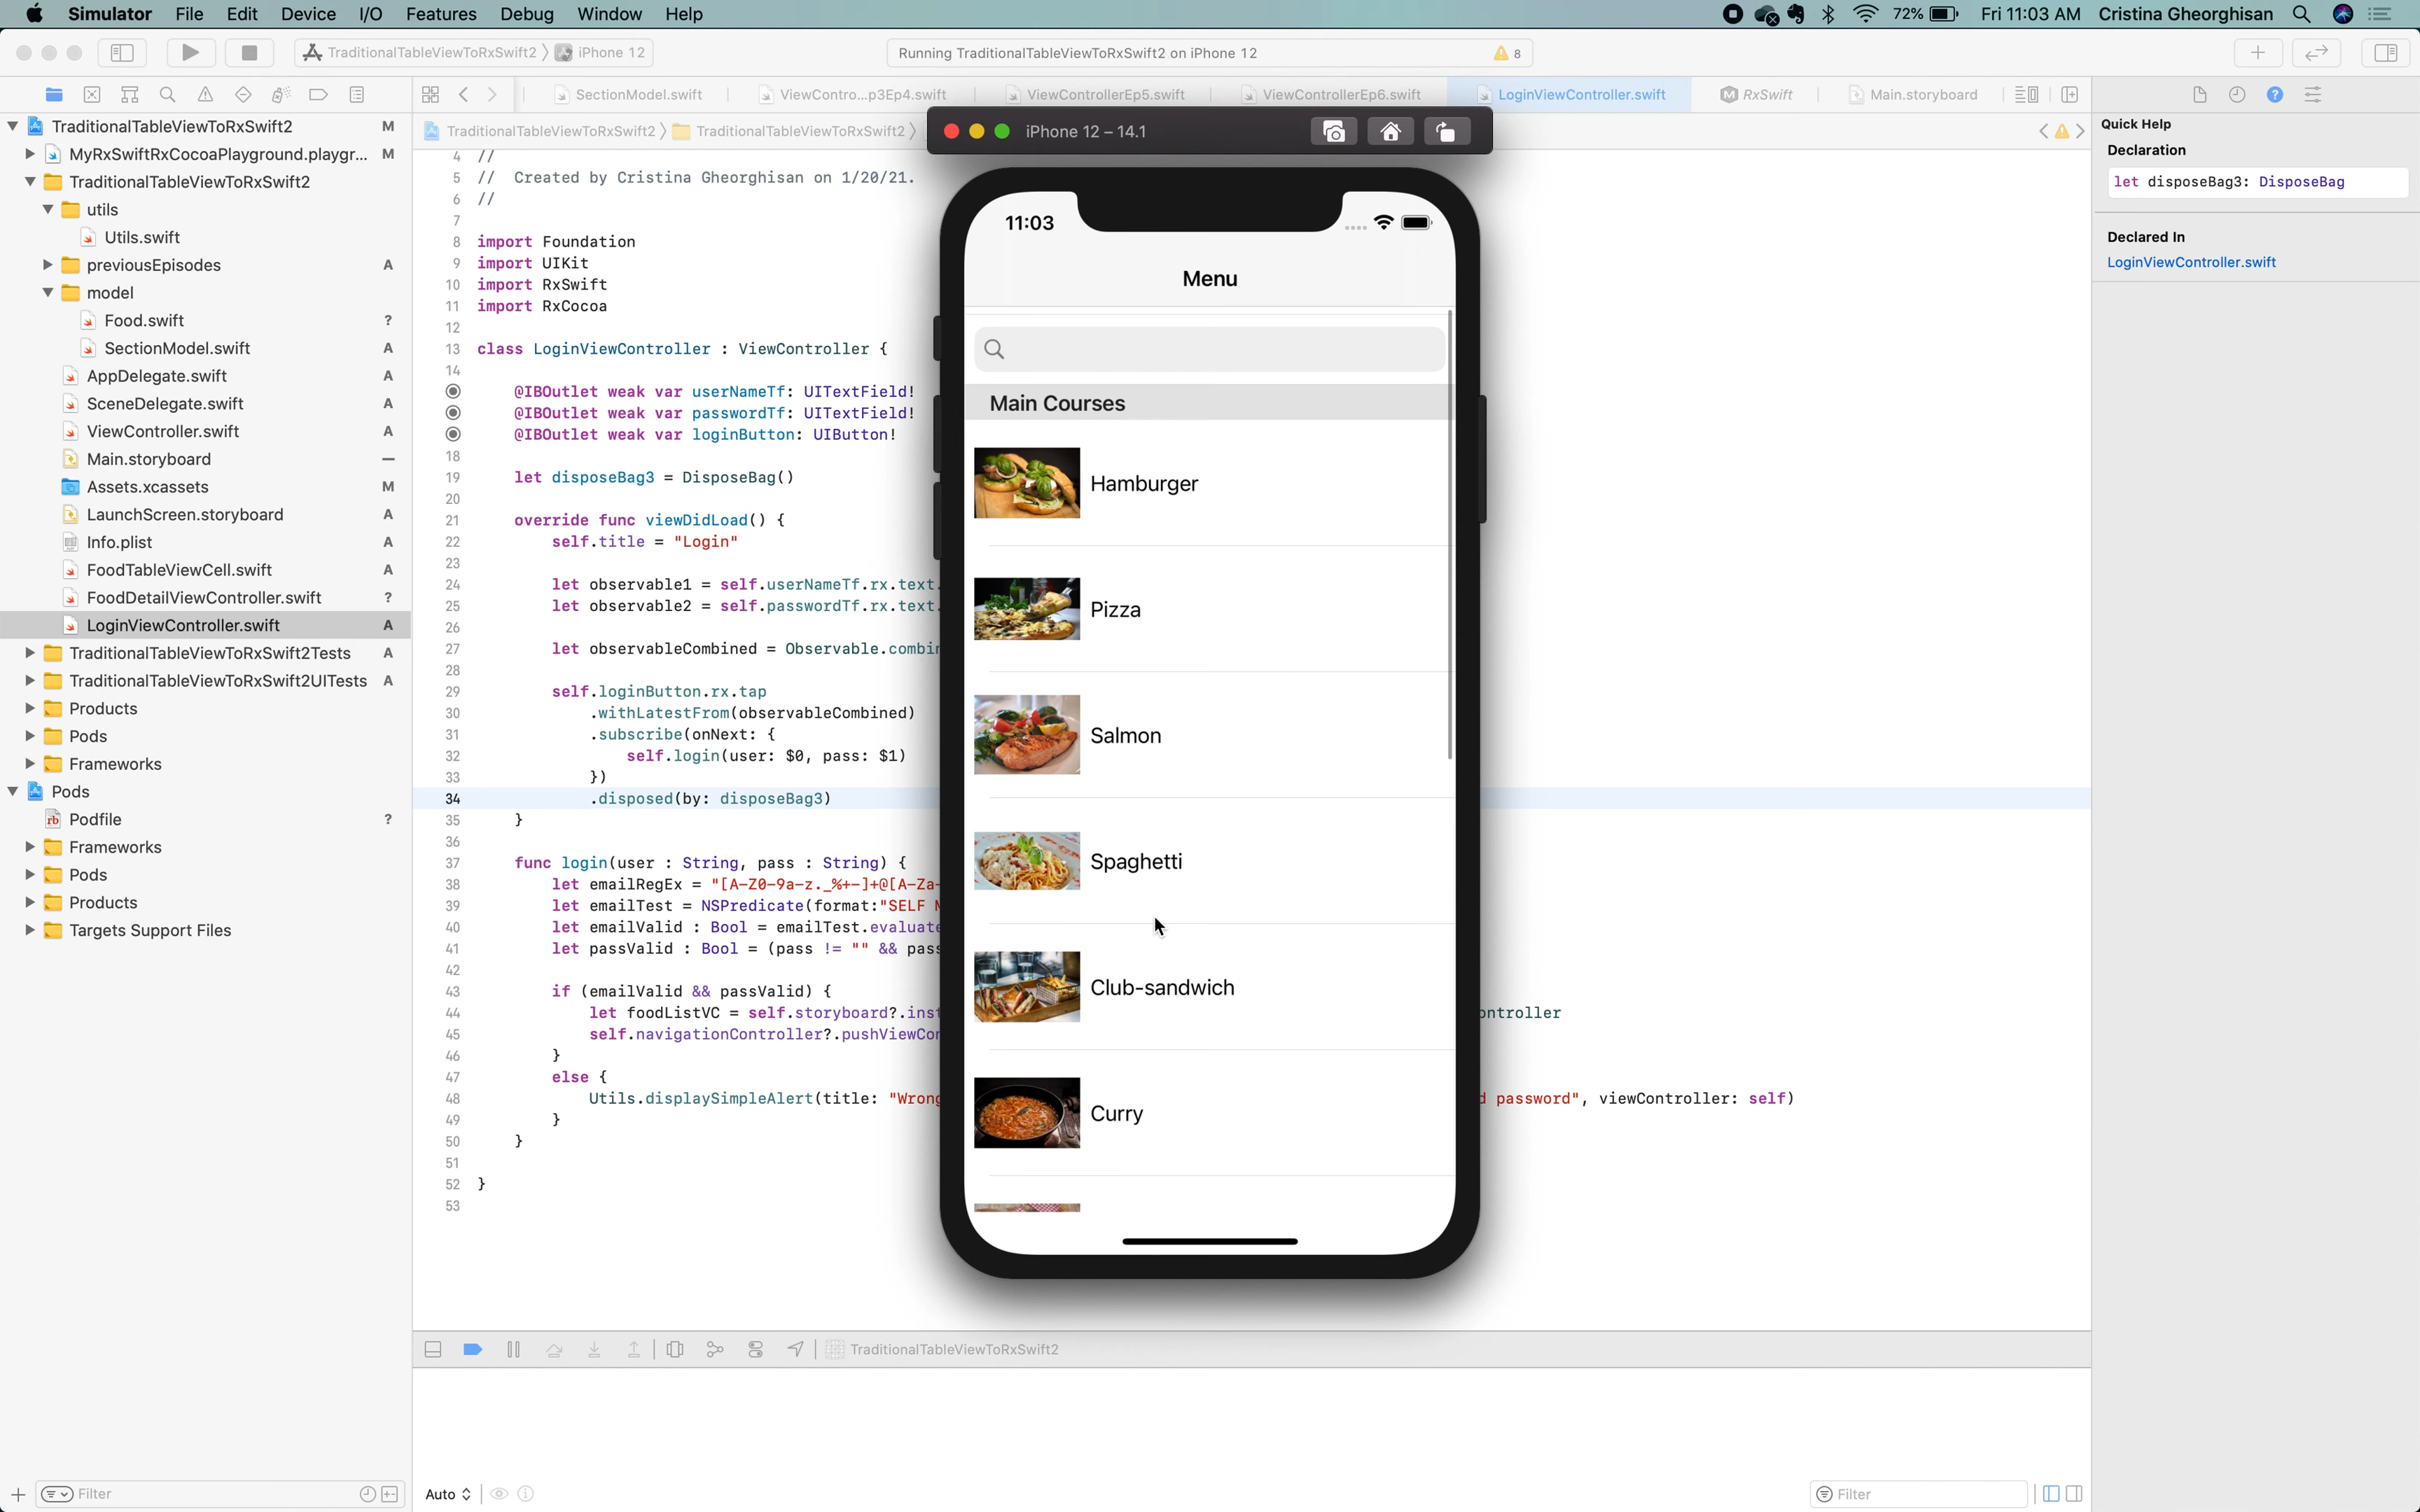 Simulator File Edit Device I/O Features Debug Window Help 72% Fri 11:03 AM Cristina Gheorghisan
TraditionalTableViewToRxSwift2 〉 iPhone 12 Running TraditionalTableViewToRxSwift2 on iPhone 12 8
SectionModel.swift ViewContro...p3Ep4.swift ViewControllerEp5.swift ViewControllerEp6.swift LoginViewController.swift RxSwift Main.storyboard
TraditionalTableViewToRxSwift2 M
MyRxSwiftRxCocoaPlayground.playgr... M
TraditionalTableViewToRxSwift2
utils
Utils.swift
previousEpisodes A
model
Food.swift ?
SectionModel.swift A
AppDelegate.swift A
SceneDelegate.swift A
ViewController.swift A
Main.storyboard —
Assets.xcassets M
LaunchScreen.storyboard A
Info.plist A
FoodTableViewCell.swift A
FoodDetailViewController.swift ?
LoginViewController.swift A
TraditionalTableViewToRxSwift2Tests A
TraditionalTableViewToRxSwift2UITests A
Products
Pods
Frameworks
Pods
Podfile ?
Frameworks
Pods
Products
Targets Support Files
Filter
TraditionalTableViewToRxSwift2 〉 TraditionalTableViewToRxSwift2 〉
4 //
5 // Created by Cristina Gheorghisan on 1/20/21.
6 //
7
8 import Foundation
9 import UIKit
10 import RxSwift
11 import RxCocoa
12
13 class LoginViewController : ViewController {
14
@IBOutlet weak var userNameTf: UITextField!
@IBOutlet weak var passwordTf: UITextField!
@IBOutlet weak var loginButton: UIButton!
18
19 let disposeBag3 = DisposeBag()
20
21 override func viewDidLoad() {
22 self.title = "Login"
23
24 let observable1 = self.userNameTf.rx.text.
25 let observable2 = self.passwordTf.rx.text.
26
27 let observableCombined = Observable.combin
28
29 self.loginButton.rx.tap
30 .withLatestFrom(observableCombined)
31 .subscribe(onNext: {
32 self.login(user: $0, pass: $1)
33 })
34 .disposed(by: disposeBag3)
35 }
36
37 func login(user : String, pass : String) {
38 let emailRegEx = "[A-Z0-9a-z._%+-]+@[A-Za-
39 let emailTest = NSPredicate(format:"SELF M
40 let emailValid : Bool = emailTest.evaluate
41 let passValid : Bool = (pass != "" && pass
42
43 if (emailValid && passValid) {
44 let foodListVC = self.storyboard?.inst ontroller
45 self.navigationController?.pushViewCon
46 }
47 else {
48 Utils.displaySimpleAlert(title: "Wrong d password", viewController: self)
49 }
50 }
51
52 }
53
iPhone 12 – 14.1
11:03
Menu
Main Courses
Hamburger
Pizza
Salmon
Spaghetti
Club-sandwich
Curry
TraditionalTableViewToRxSwift2
Auto
Filter
Quick Help
Declaration
let disposeBag3: DisposeBag
Declared In
LoginViewController.swift